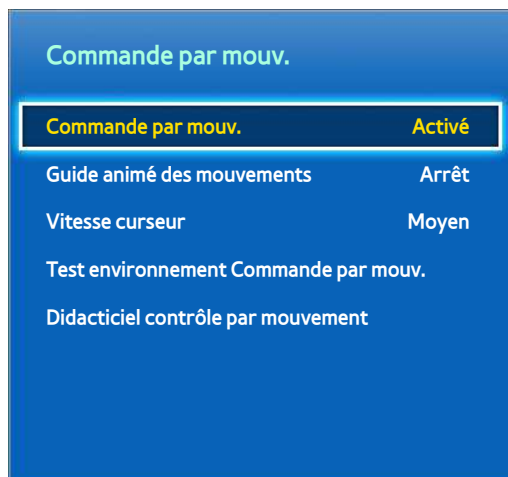 Commande par mouv.
Commande par mouv. Activé
Guide animé des mouvements Arrêt
Vitesse curseur Moyen
Test environnement Commande par mouv.
Didacticiel contrôle par mouvement